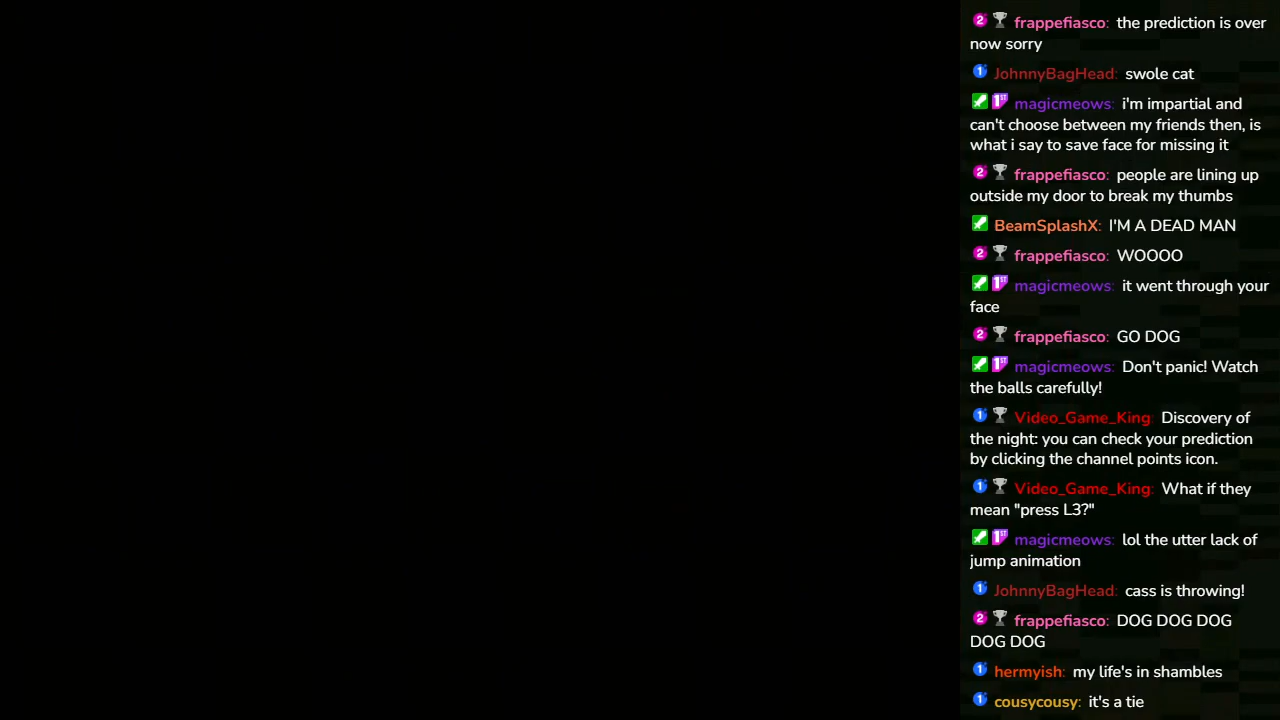 frappefiasco: the prediction is over
now sorry
JohnnyBagHead: swole cat
magicmeows: i'm impartial and
can't choose between my friends then, is
what i say to save face for missing it
frappefiasco: people are lining up
outside my door to break my thumbs
BeamSplashX: I'M A DEAD MAN
frappefiasco: WOOOO
magicmeows: it went through your
face
frappefiasco: GO DOG
magicmeows: Don't panic! Watch
the balls carefully!
Video_Game_King: Discovery of
the night: you can check your prediction
by clicking the channel points icon.
Video_Game_King: What if they
mean "press L3?"
magicmeows: lol the utter lack of
jump animation
JohnnyBagHead: cass is throwing!
frappefiasco: DOG DOG DOG
DOG DOG
hermyish: my life's in shambles
cousycousy: it's a tie